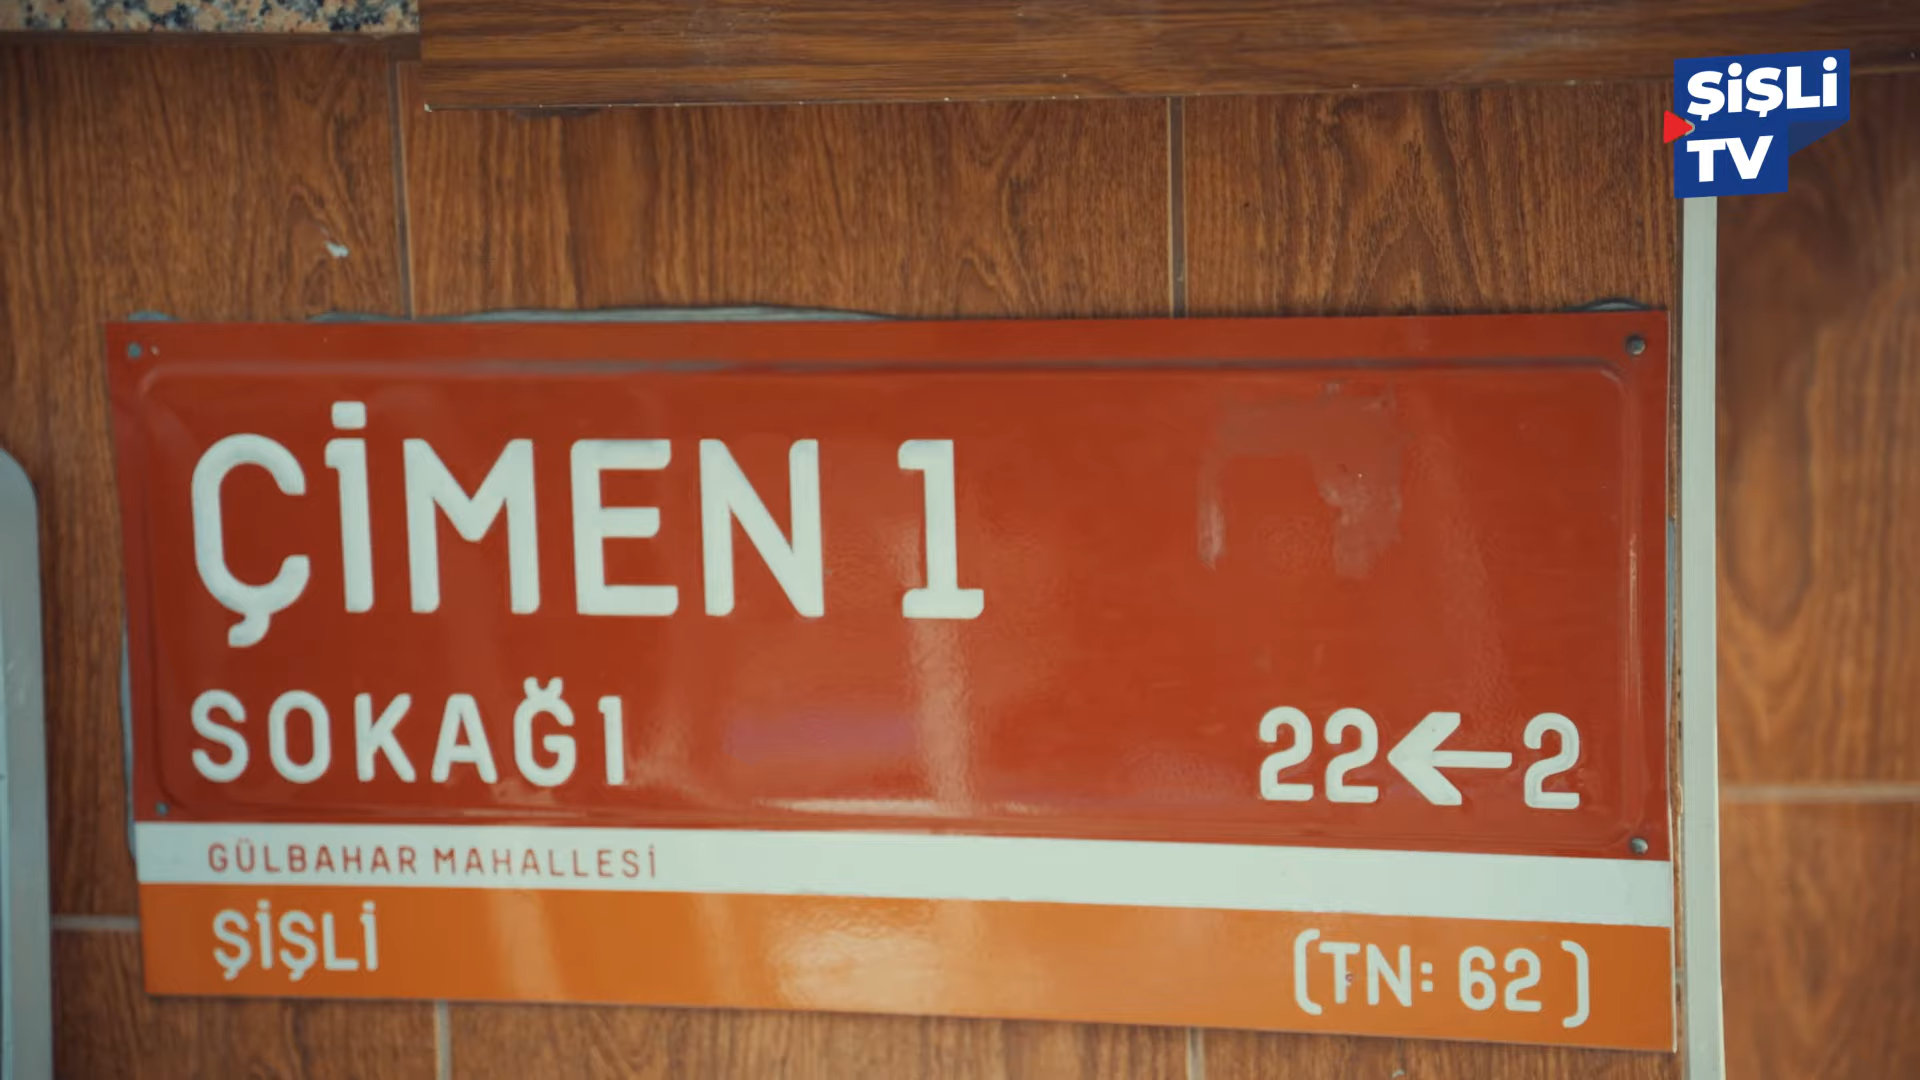 ŞİŞLİ
TV
ÇİMEN 1
SOKAĞI
22←2
GÜLBAHAR MAHALLESİ
ŞİŞLİ
(TN: 62)